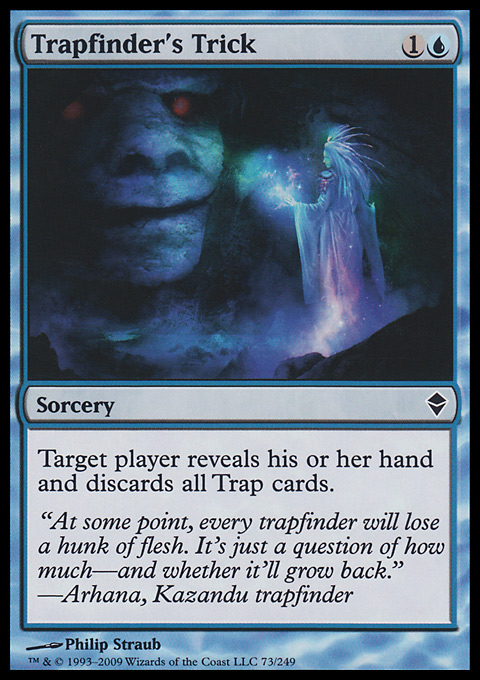 Trapfinder's Trick 1
Sorcery
Target player reveals his or her hand
and discards all Trap cards.
“At some point, every trapfinder will lose
a hunk of flesh. It’s just a question of how
much—and whether it’ll grow back.”
—Arhana, Kazandu trapfinder
Philip Straub
™ & © 1993–2009 Wizards of the Coast LLC 73/249